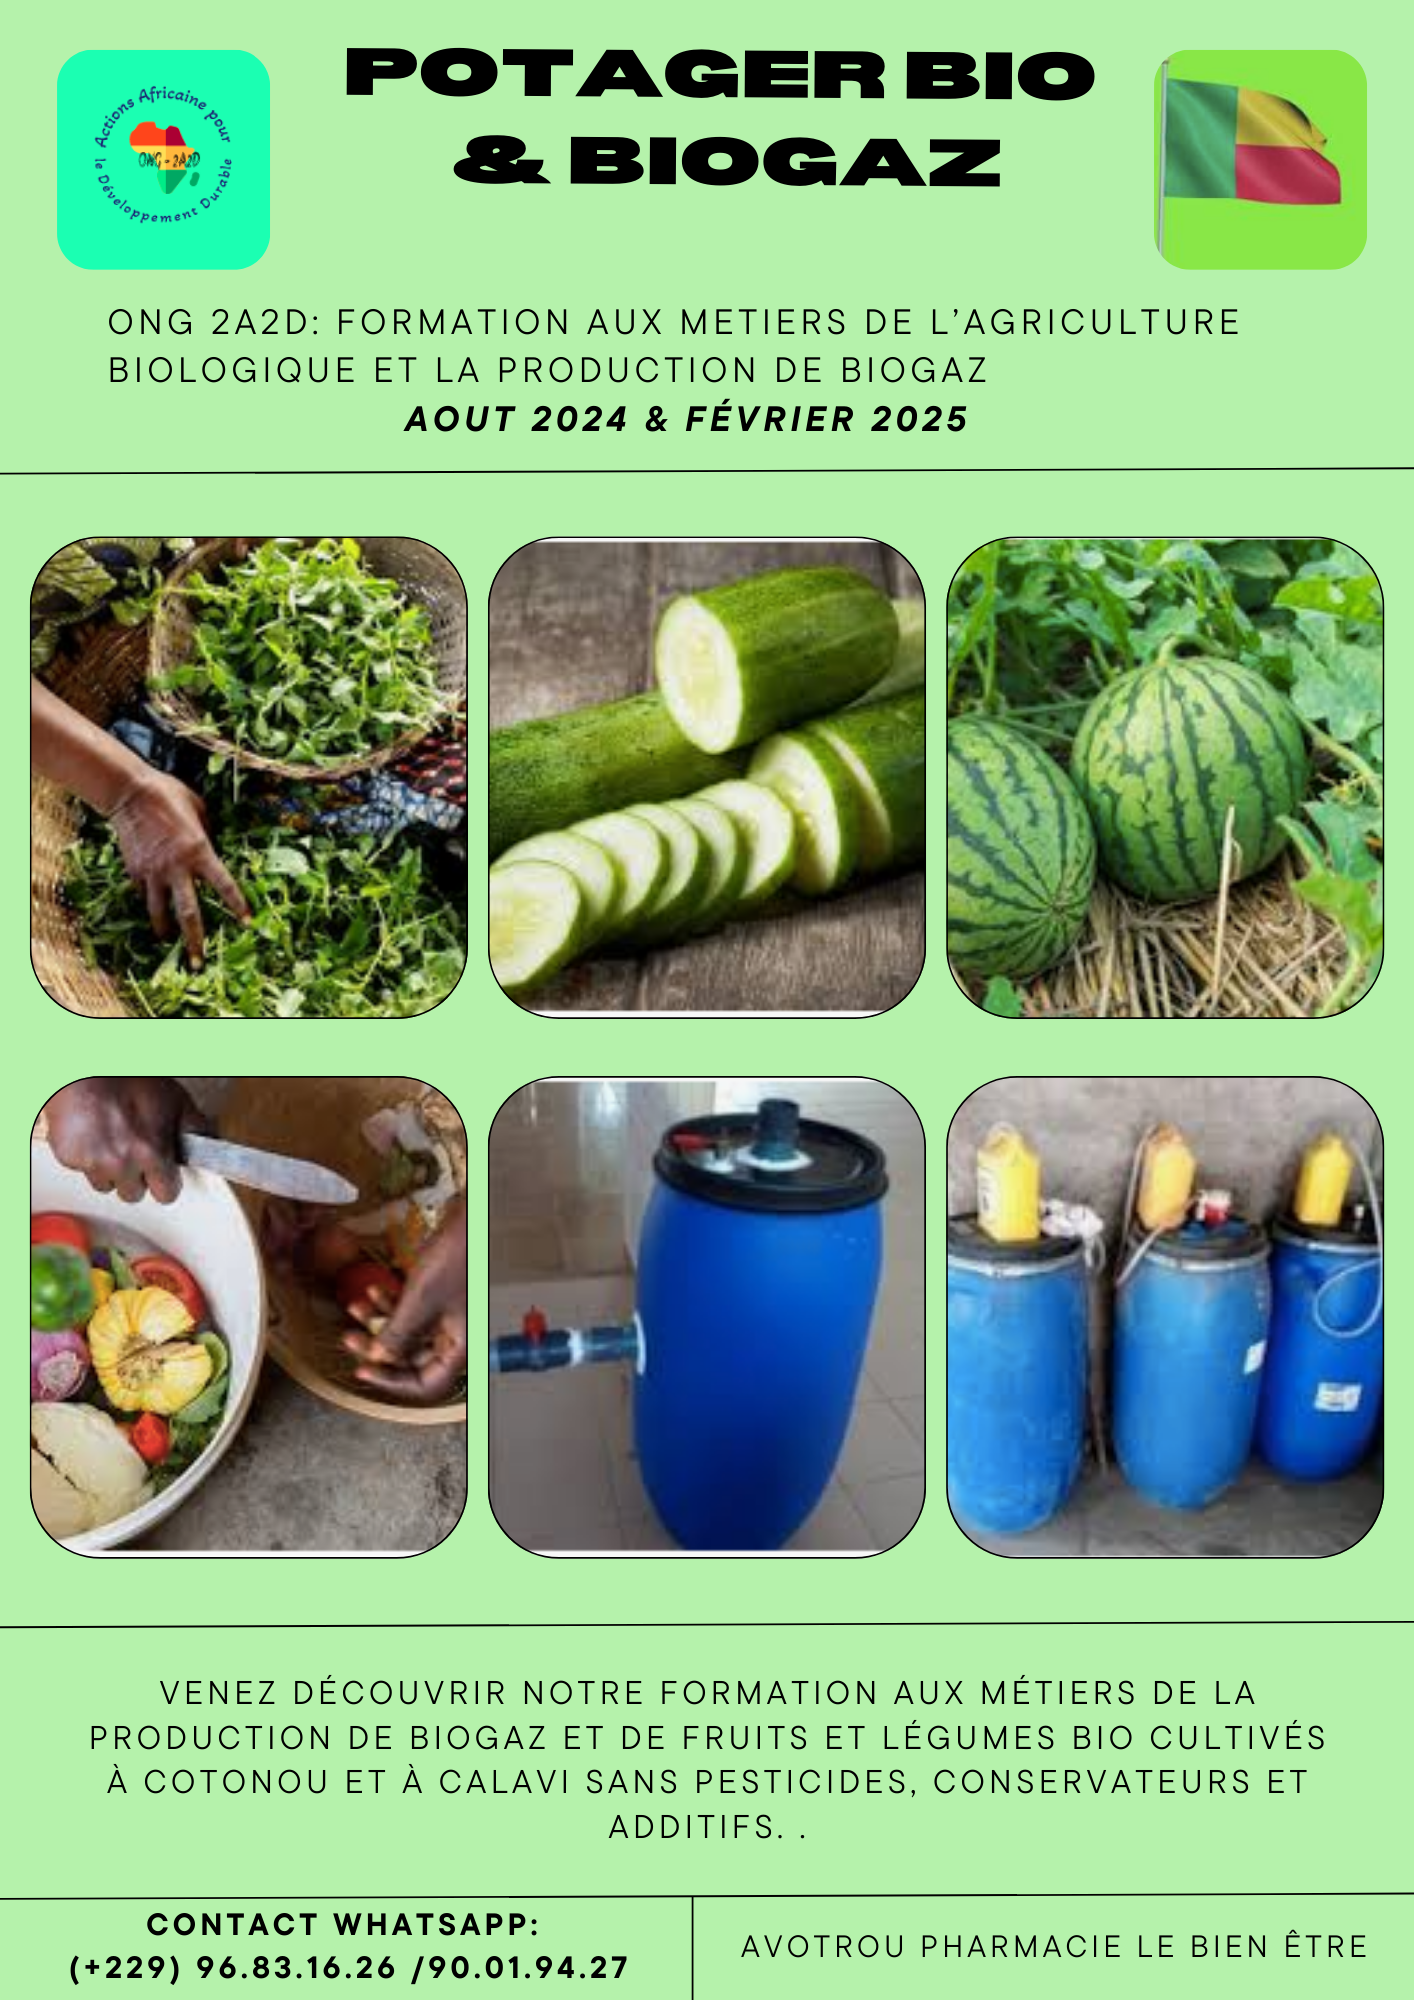 Actions Africaine pour
le Développement Durable
ONG - 2A2D
POTAGER BIO
& BIOGAZ
ONG 2A2D: FORMATION AUX METIERS DE L’AGRICULTURE
BIOLOGIQUE ET LA PRODUCTION DE BIOGAZ
AOUT 2024 & FÉVRIER 2025
VENEZ DÉCOUVRIR NOTRE FORMATION AUX MÉTIERS DE LA
PRODUCTION DE BIOGAZ ET DE FRUITS ET LÉGUMES BIO CULTIVÉS
À COTONOU ET À CALAVI SANS PESTICIDES, CONSERVATEURS ET
ADDITIFS. .
CONTACT WHATSAPP:
(+229) 96.83.16.26 /90.01.94.27
AVOTROU PHARMACIE LE BIEN ÊTRE